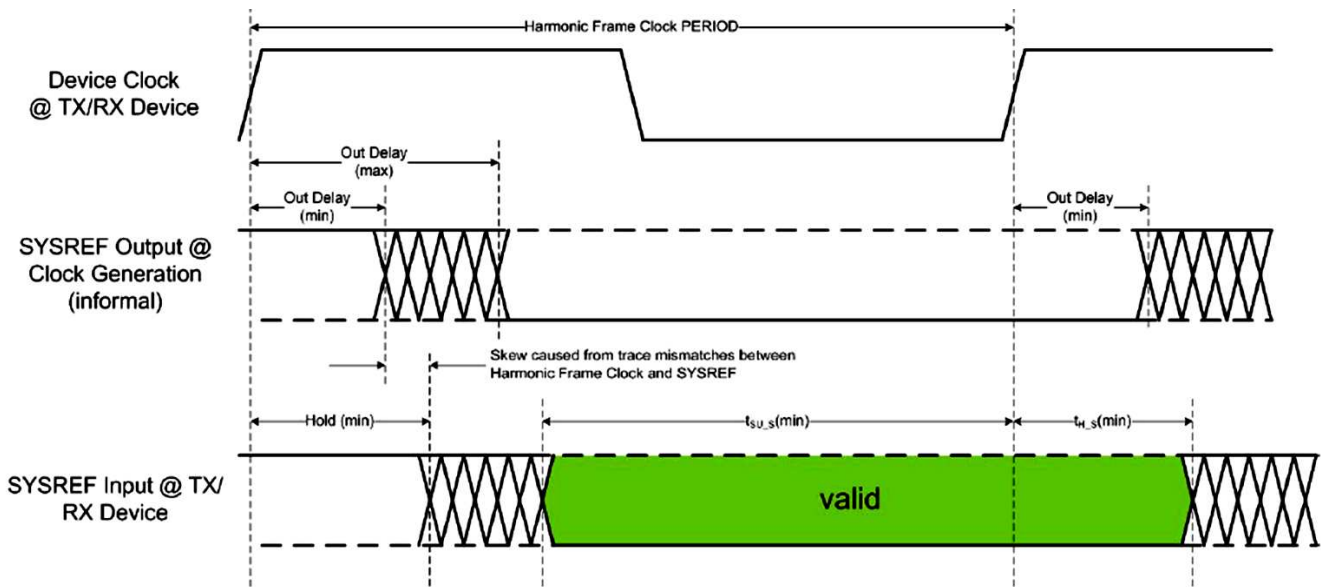 Harmonic Frame Clock PERIOD
Device Clock
@ TX/RX Device
Out Delay
(max)
Out Delay
(min)
Out Delay
(min)
SYSREF Output @
Clock Generation
(informal)
Skew caused from trace mismatches between
Harmonic Frame Clock and SYSREF
Hold (min)
tSU_S(min)
tH_S(min)
SYSREF Input @ TX/
RX Device
valid